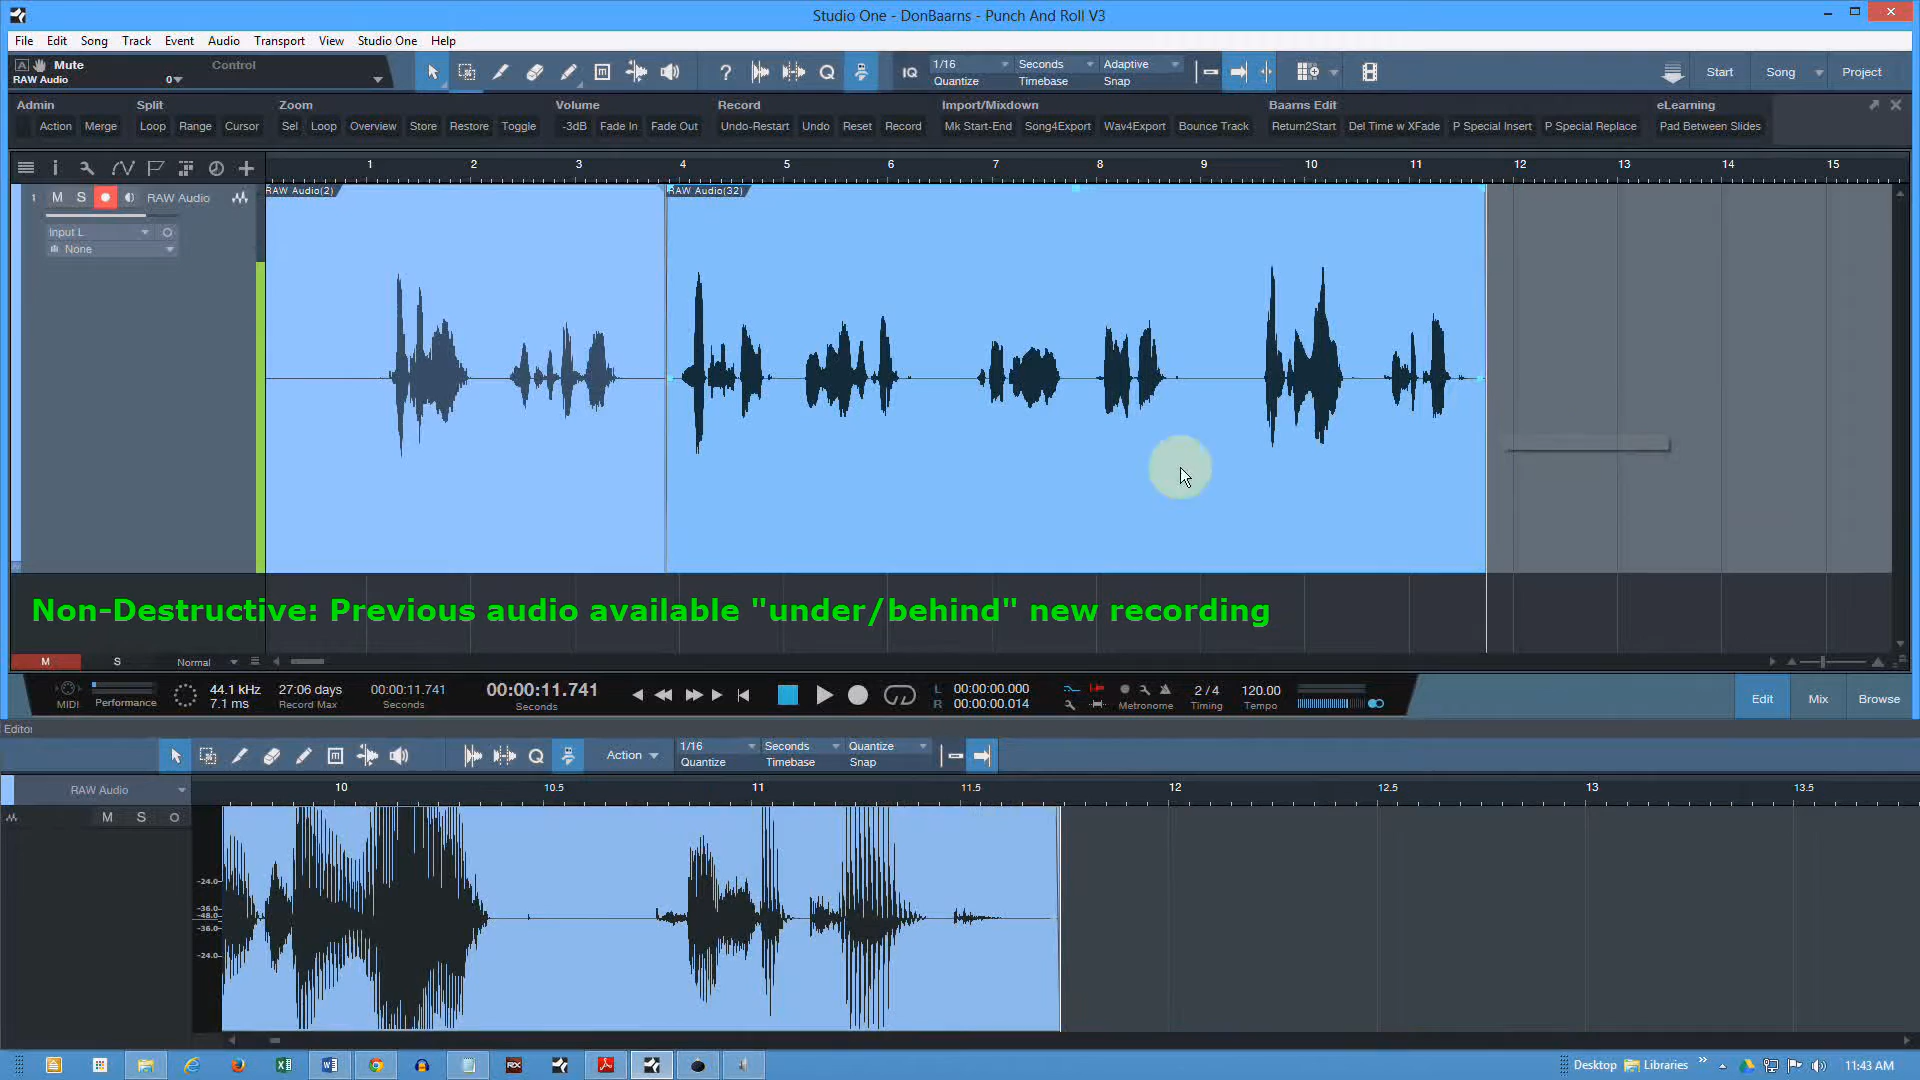 Studio One - DonBaarns - Punch And Roll V3
File Edit Song Track Event Audio Transport View Studio One Help
A Mute Control
RAW Audio 0
? Q IQ 1/16 Seconds Adaptive Start Song Project
Quantize Timebase Snap
Admin Split Zoom Volume Record Import/Mixdown Baarns Edit eLearning
Action Merge Loop Range Cursor Sel Loop Overview Store Restore Toggle -3dB Fade In Fade Out Undo-Restart Undo Reset Record Mk Start-End Song4Export Wav4Export Bounce Track Return2Start Del Time w XFade P Special Insert P Special Replace Pad Between Slides
1 2 3 4 5 6 7 8 9 10 11 12 13 14 15
RAW Audio(2) RAW Audio(32)
1 M S RAW Audio
Input L
None
Non-Destructive: Previous audio available "under/behind" new recording
M S Normal
MIDI Performance 44.1 kHz 27:06 days 00:00:11.741 00:00:11.741 L 00:00:00.000 2 / 4 120.00 Edit Mix Browse
7.1 ms Record Max Seconds Seconds R 00:00:00.014 Metronome Timing Tempo
Editor
Q Action 1/16 Seconds Quantize
Quantize Timebase Snap
RAW Audio 10 10.5 11 11.5 12 12.5 13 13.5
M S
-24.0
-36.0
-48.0
-36.0
-24.0
RX Desktop Libraries 11:43 AM